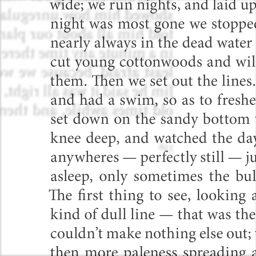 wide; we run nights, and laid up
night was most gone we stopped
nearly always in the dead water
cut young cottonwoods and wil
them. Then we set out the lines.
and had a swim, so as to freshe
set down on the sandy bottom
knee deep, and watched the day
anywheres — perfectly still — ju
asleep, only sometimes the bul
The first thing to see, looking a
kind of dull line — that was the
couldn't make nothing else out;
then more paleness spreading a